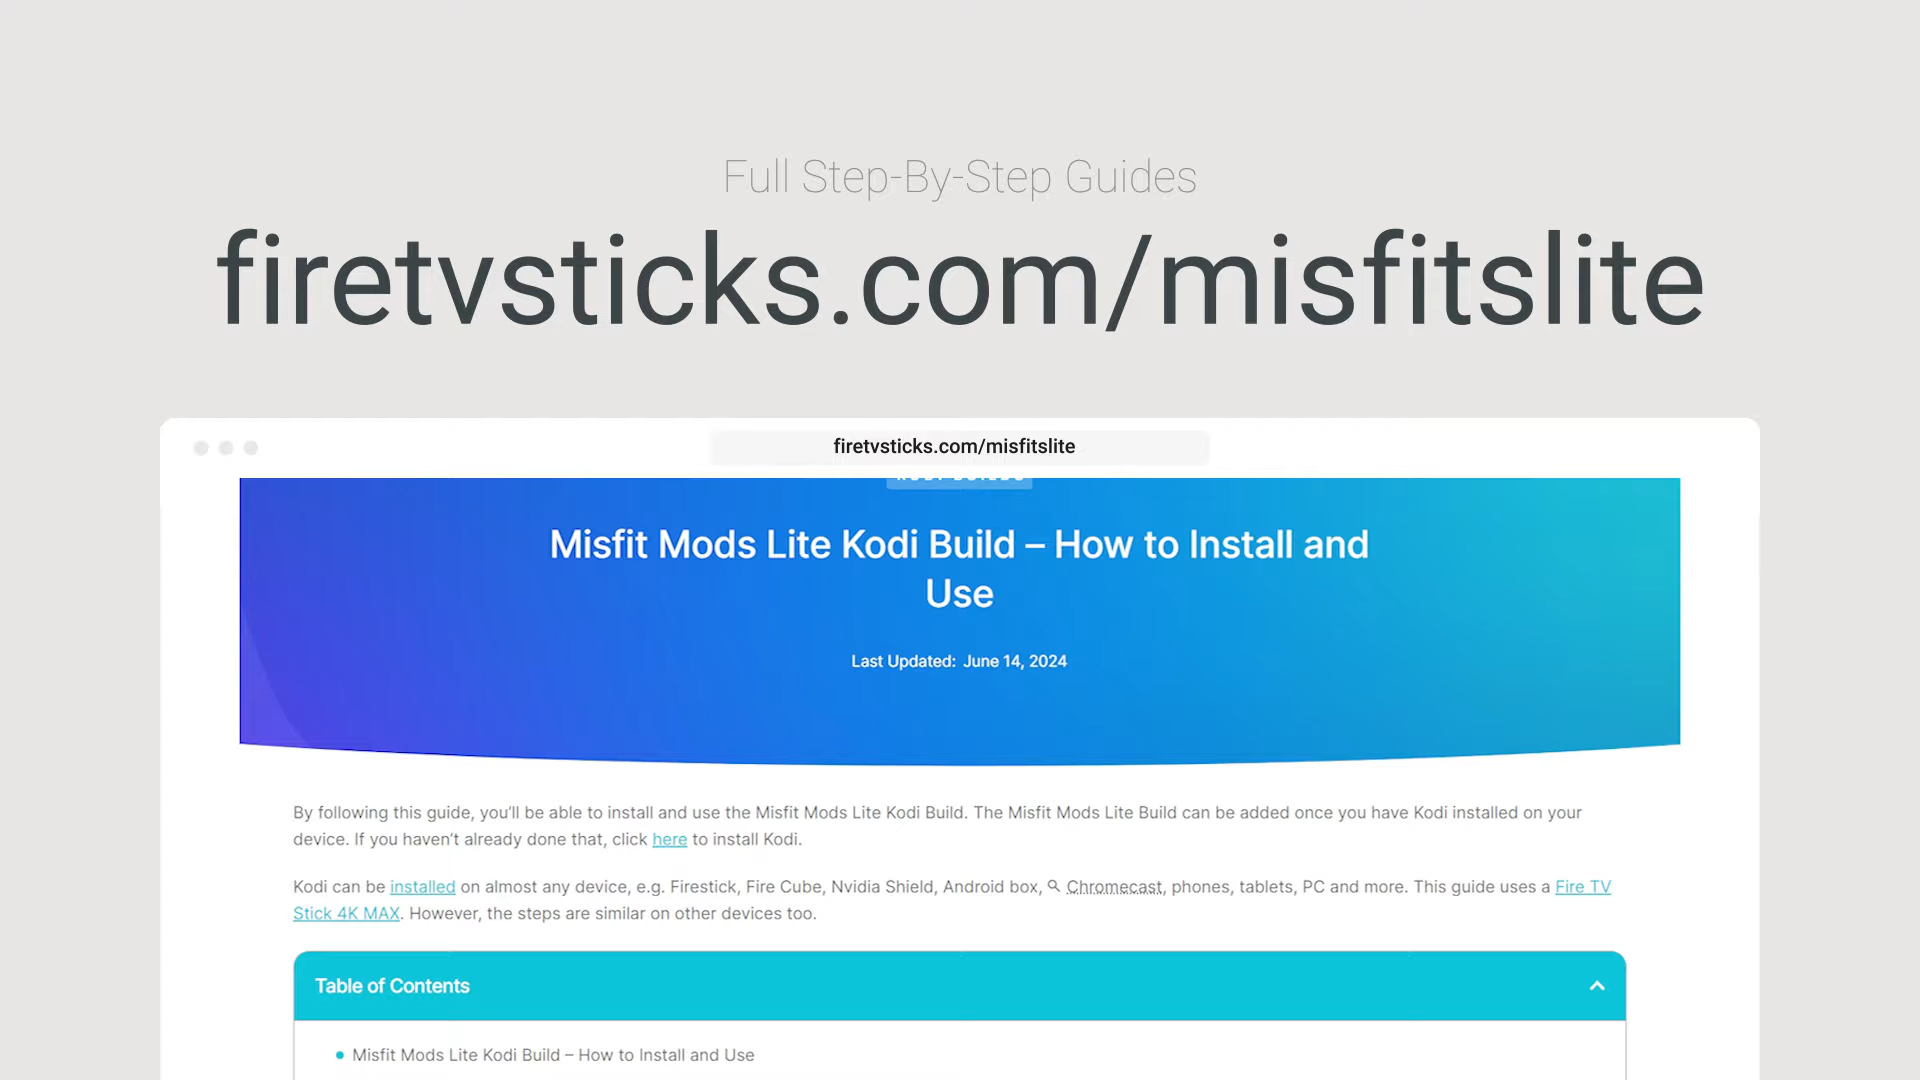 Full Step-By-Step Guides
firetvsticks.com/misfitslite
firetvsticks.com/misfitslite
Misfit Mods Lite Kodi Build – How to Install and
Use
Last Updated: June 14, 2024
By following this guide, you'll be able to install and use the Misfit Mods Lite Kodi Build. The Misfit Mods Lite Build can be added once you have Kodi installed on your
device. If you haven't already done that, click here to install Kodi.
Kodi can be installed on almost any device, e.g. Firestick, Fire Cube, Nvidia Shield, Android box, Chromecast, phones, tablets, PC and more. This guide uses a Fire TV
Stick 4K MAX. However, the steps are similar on other devices too.
Table of Contents
Misfit Mods Lite Kodi Build – How to Install and Use